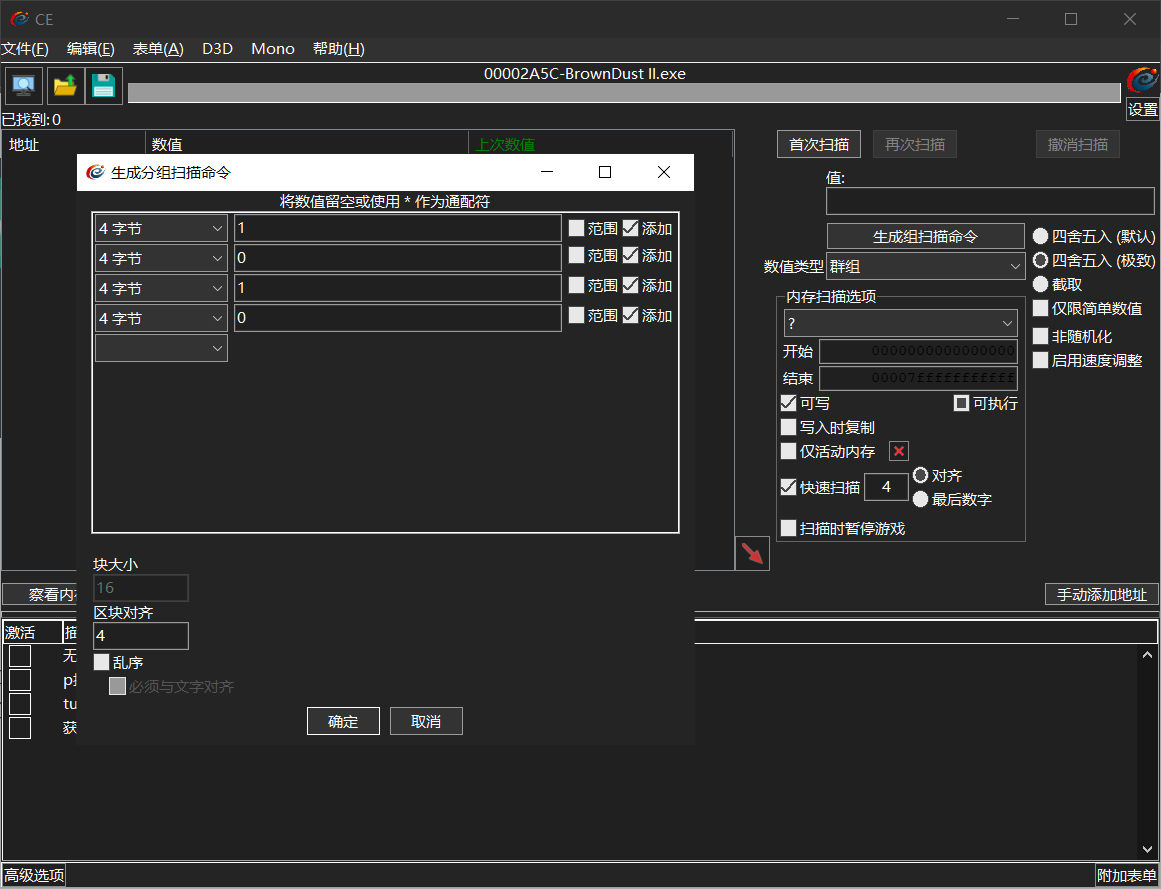 CE
文件(F) 编辑(E) 表单(A) D3D Mono 帮助(H)
00002A5C-BrownDust II.exe
设置
已找到: 0
地址 数值 上次数值
首次扫描 再次扫描 撤消扫描
值:
生成组扫描命令
四舍五入 (默认)
数值类型 群组
四舍五入 (极致)
截取
内存扫描选项
仅限简单数值
?
非随机化
开始 0000000000000000
启用速度调整
结束 00007fffffffffff
可写 可执行
写入时复制
仅活动内存
快速扫描 4 对齐
最后数字
扫描时暂停游戏
生成分组扫描命令
将数值留空或使用 * 作为通配符
4 字节 1 范围 添加
4 字节 0 范围 添加
4 字节 1 范围 添加
4 字节 0 范围 添加
块大小
16
区块对齐
4
乱序
必须与文字对齐
确定 取消
察看内
手动添加地址
激活
无
tu
获
高级选项 附加表单